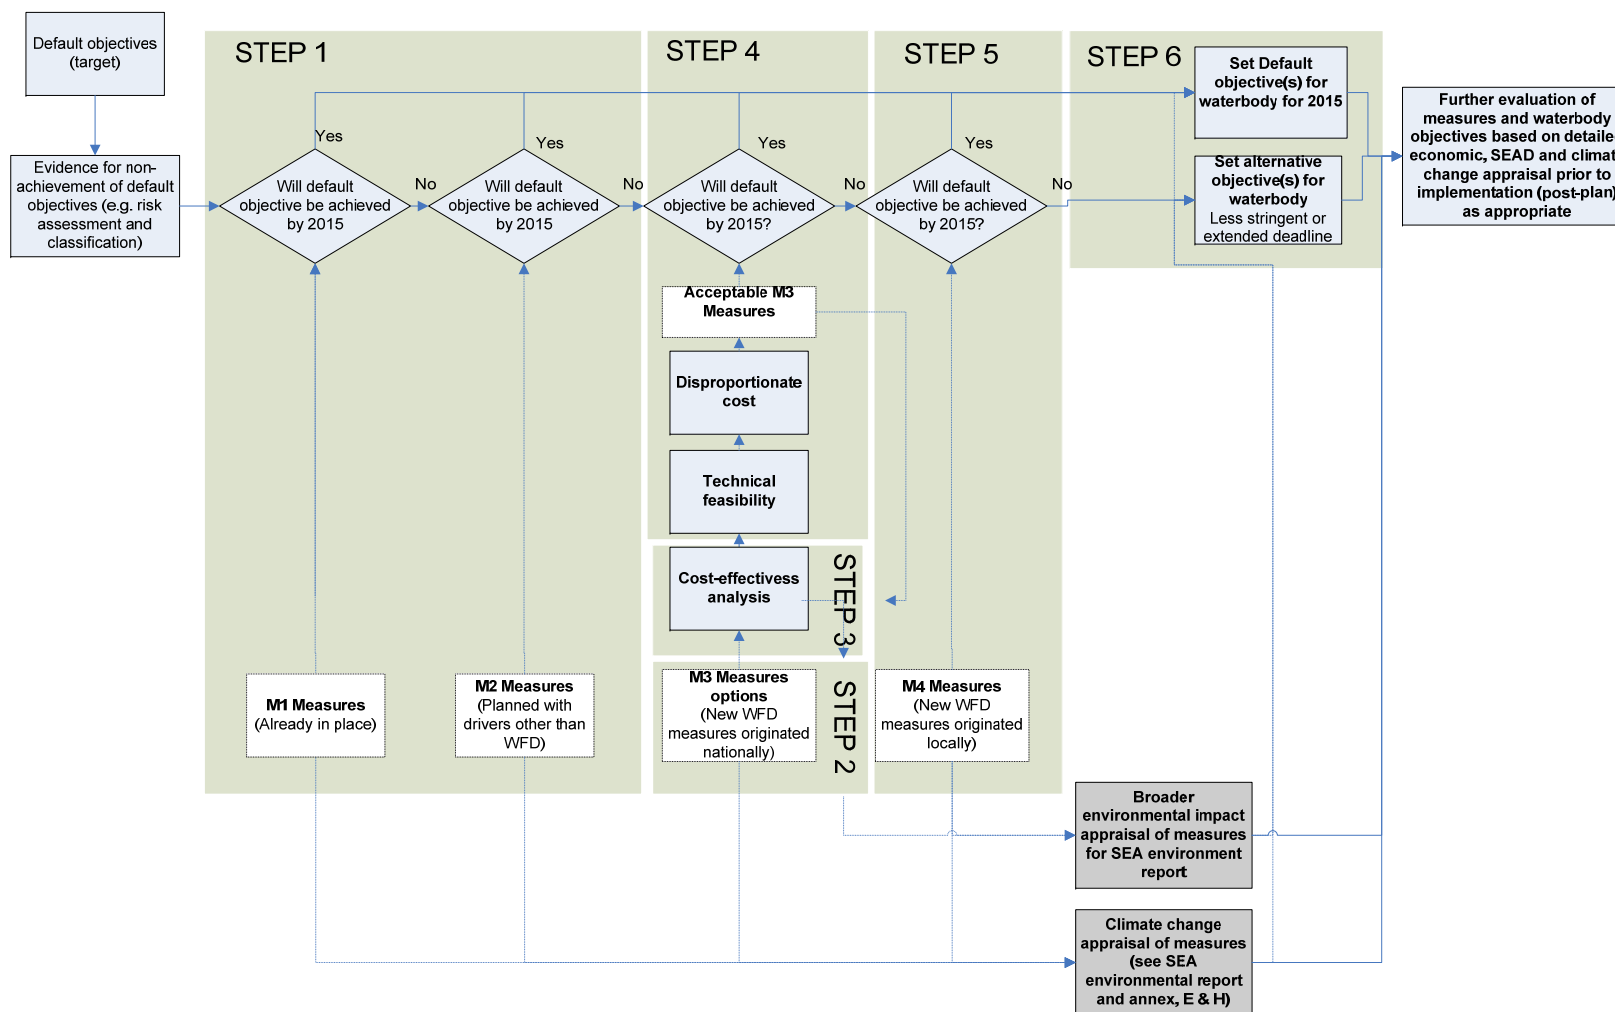 Default objectives
(target)
Evidence for non-
achievement of default
objectives (e.g. risk
assessment and
classification)
STEP 1
Yes
Will default
objective be achieved
by 2015
No
Yes
Will default
objective be achieved
by 2015
No
M1 Measures
(Already in place)
M2 Measures
(Planned with
drivers other than
WFD)
STEP 4
Yes
Will default
objective be achieved
by 2015?
No
Acceptable M3
Measures
Disproportionate
cost
Technical
feasibility
Cost-effectivess
analysis
STEP 3
M3 Measures
options
(New WFD
measures originated
nationally)
STEP 2
STEP 5
Yes
Will default
objective be achieved
by 2015?
No
M4 Measures
(New WFD
measures originated
locally)
STEP 6
Set Default
objective(s) for
waterbody for 2015
Set alternative
objective(s) for
waterbody
Less stringent or
extended deadline
Further evaluation of
measures and waterbody
objectives based on detaile
economic, SEAD and climat
change appraisal prior to
implementation (post-plan)
as appropriate
Broader
environmental impact
appraisal of measures
for SEA environment
report
Climate change
appraisal of measures
(see SEA
environmental report
and annex, E & H)